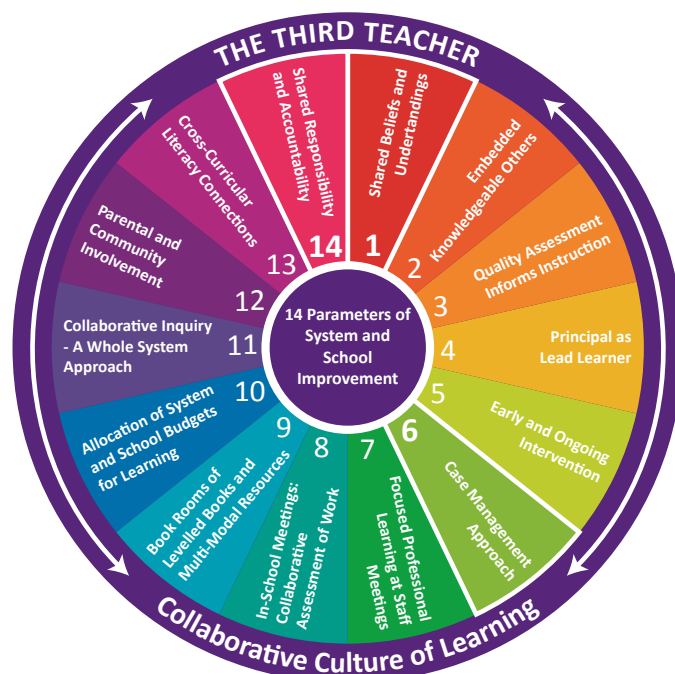 THE THIRD TEACHER
14 Parameters of
System and
School
Improvement
1
Shared Beliefs and
Undertandings
2
Embedded
Knowledgeable Others
3
Quality Assessment
Informs Instruction
4
Principal as
Lead Learner
5
Early and Ongoing
Intervention
6
Case Management
Approach
7
Focused Professional
Learning at Staff
Meetings
8
In-School Meetings:
Collaborative
Assessment of Work
9
Book Rooms of
Levelled Books and
Multi-Modal Resources
10
Allocation of System
and School Budgets
for Learning
11
Collaborative Inquiry
- A Whole System
Approach
12
Parental and
Community
Involvement
13
Cross-Curricular
Literacy Connections
14
Shared Responsibility
and Accountability
Collaborative Culture of Learning